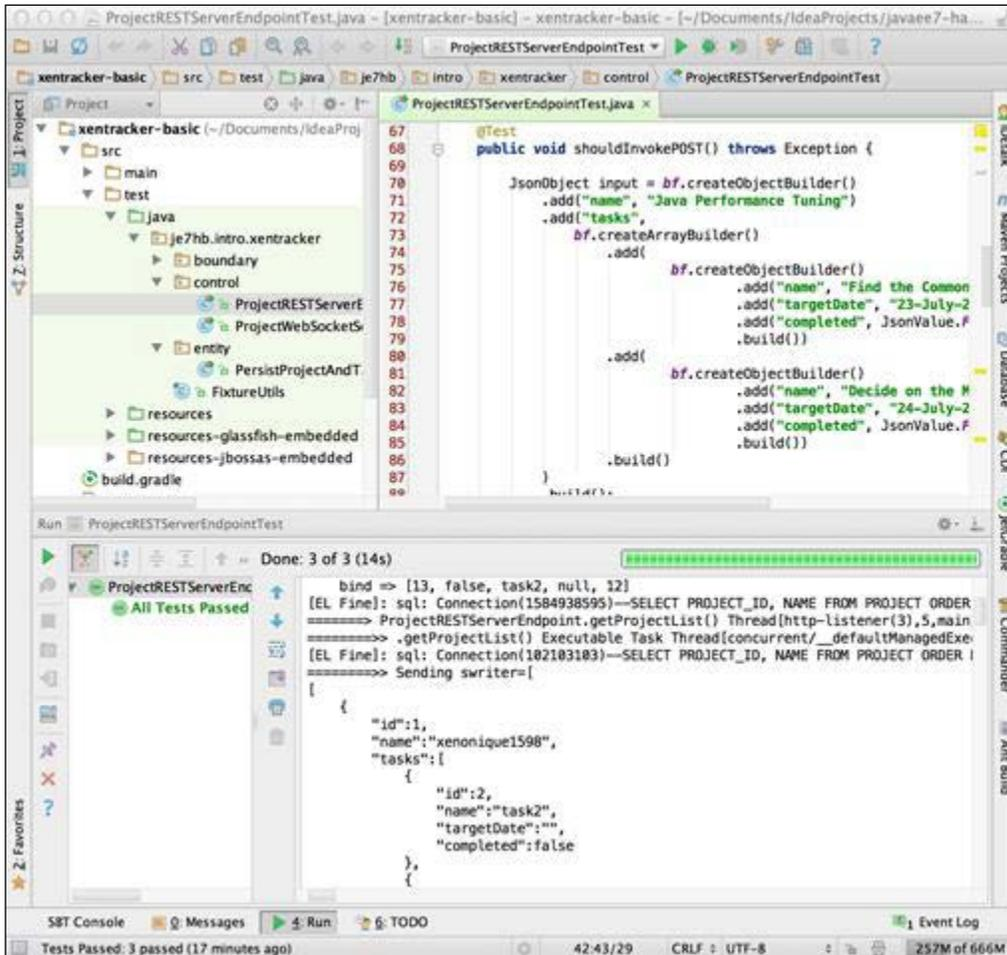 ProjectRESTServerEndpointTest.java - [xentracker-basic] - xentracker-basic - [~/Documents/IdeaProjects/javaee7-ha...
ProjectRESTServerEndpointTest
?
xentracker-basic src test java je7hb intro xentracker control ProjectRESTServerEndpointTest
1: Project
Z: Structure
2: Favorites
Project
xentracker-basic (~/Documents/IdeaProj
src
main
test
java
je7hb.intro.xentracker
boundary
control
ProjectRESTServerE
ProjectWebSocketS
entity
PersistProjectAndT
FixtureUtils
resources
resources-glassfish-embedded
resources-jbossas-embedded
build.gradle
ProjectRESTServerEndpointTest.java ×
67 @Test
68 public void shouldInvokePOST() throws Exception {
69
70 JsonObject input = bf.createObjectBuilder()
71 .add("name", "Java Performance Tuning")
72 .add("tasks",
73 bf.createArrayBuilder()
74 .add(
75 bf.createObjectBuilder()
76 .add("name", "Find the Common
77 .add("targetDate", "23-July-2
78 .add("completed", JsonValue.F
79 .build())
80 .add(
81 bf.createObjectBuilder()
82 .add("name", "Decide on the M
83 .add("targetDate", "24-July-2
84 .add("completed", JsonValue.F
85 .build())
86 .build()
87 )
88 .build();
Maven Projects
Database
CDI
JetGradle
Commander
Ant Build
Run ProjectRESTServerEndpointTest
Done: 3 of 3 (14s)
ProjectRESTServerEnc
All Tests Passed
bind => [13, false, task2, null, 12]
[EL Fine]: sql: Connection(1584938595)--SELECT PROJECT_ID, NAME FROM PROJECT ORDER
=======> ProjectRESTServerEndpoint.getProjectList() Thread[http-listener(3),5,main
========>> .getProjectList() Executable Task Thread[concurrent/__defaultManagedExe
[EL Fine]: sql: Connection(102103103)--SELECT PROJECT_ID, NAME FROM PROJECT ORDER
========>> Sending swriter=[
[
{
"id":1,
"name":"xenonique1598",
"tasks":[
{
"id":2,
"name":"task2",
"targetDate":"",
"completed":false
},
{
?
SBT Console 0: Messages 4: Run 6: TODO 1 Event Log
Tests Passed: 3 passed (17 minutes ago) 42:43/29 CRLF UTF-8 257M of 666M